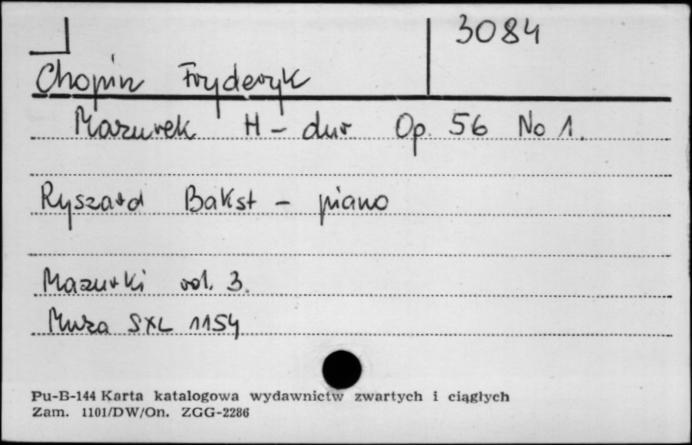 3084
Chopin Fryderyk
Mazurek H-dur Op. 56 No 1.
Ryszard Bakst - piano
Mazurki vol. 3.
Muza SXL 1154
Pu-B-144 Karta katalogowa wydawnictw zwartych i ciągłych
Zam. 1101/DW/On. ZGG-2286